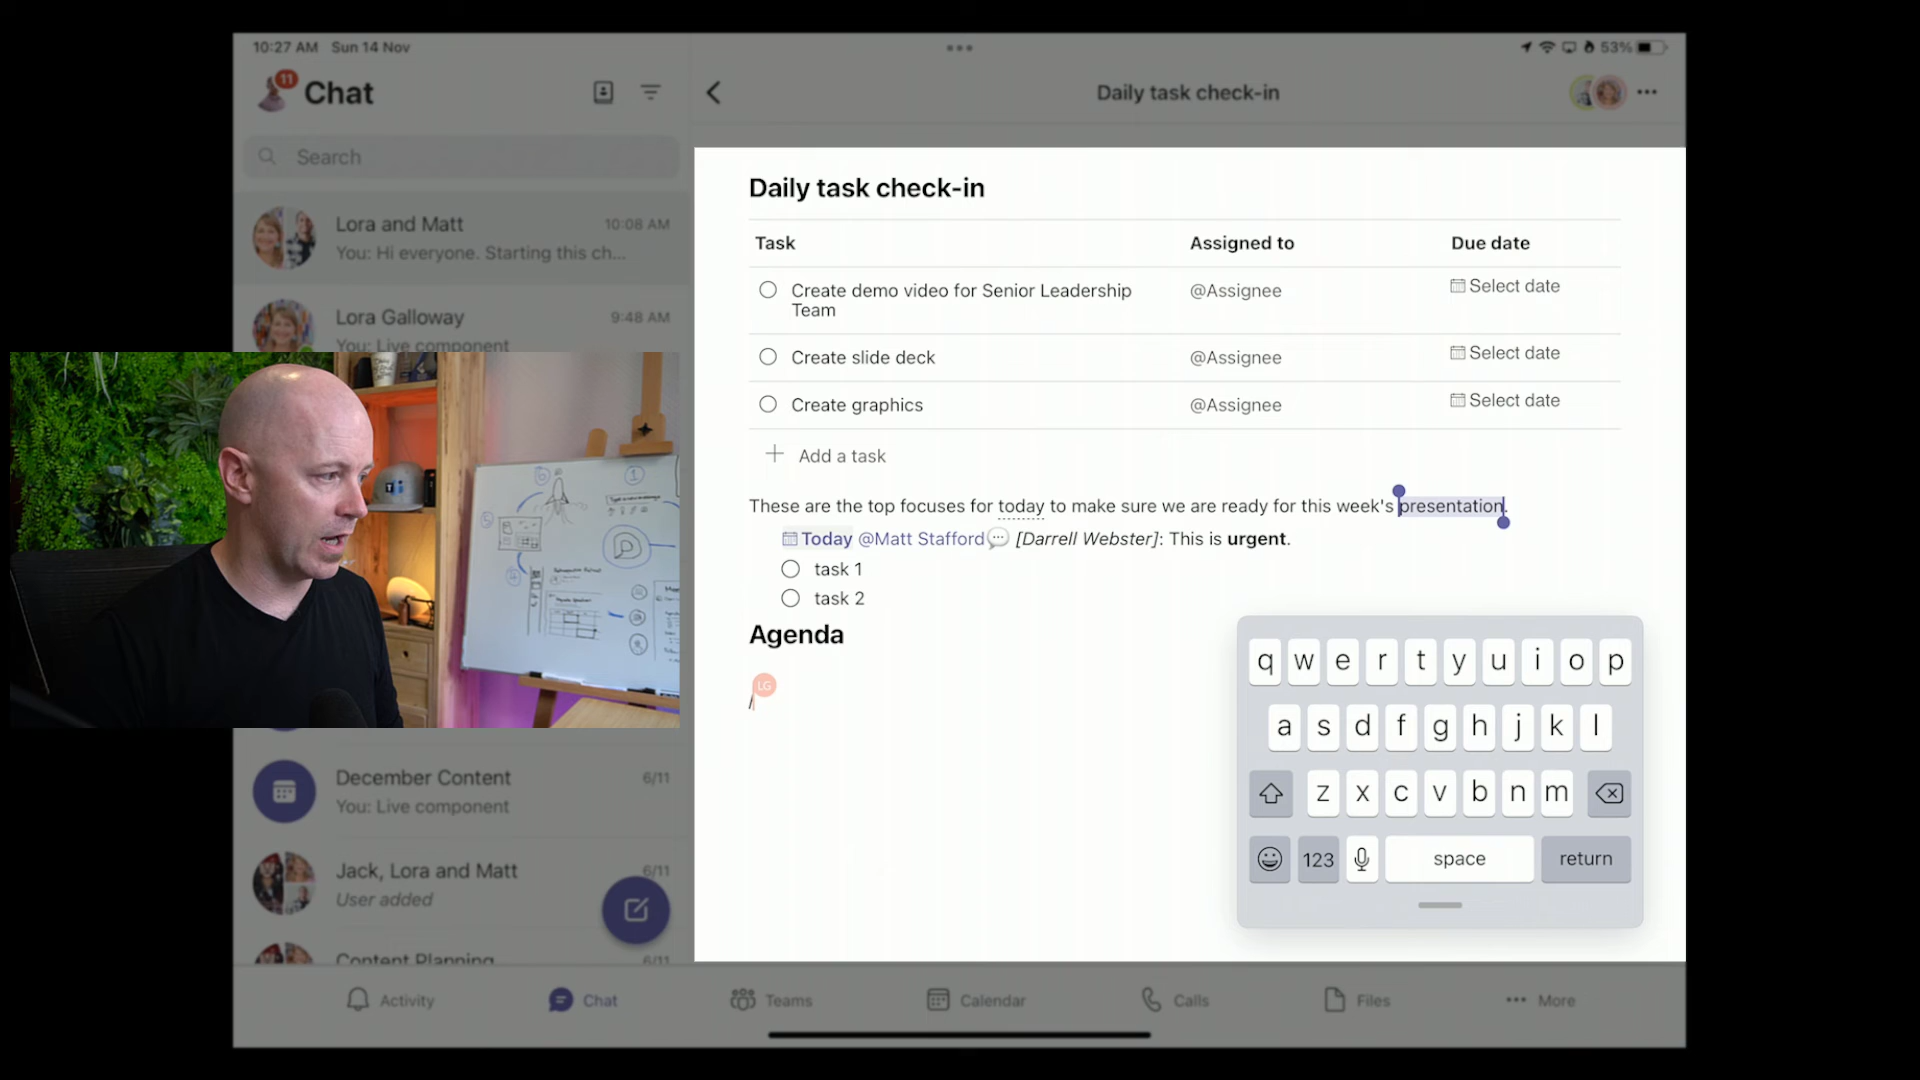 10:27 AM Sun 14 Nov
53%
11
Chat
Search
Lora and Matt 10:08 AM
You: Hi everyone. Starting this ch...
Lora Galloway 9:48 AM
You: Live component
December Content 6/11
You: Live component
Jack, Lora and Matt 6/11
User added
Content Planning 6/11
Daily task check-in
Daily task check-in
Task Assigned to Due date
Create demo video for Senior Leadership @Assignee Select date
Team
Create slide deck @Assignee Select date
Create graphics @Assignee Select date
Add a task
These are the top focuses for today to make sure we are ready for this week's presentation.
Today @Matt Stafford [Darrell Webster]: This is urgent.
task 1
task 2
Agenda
LG
q w e r t y u i o p
a s d f g h j k l
z x c v b n m
123 space return
Activity Chat Teams Calendar Calls Files More